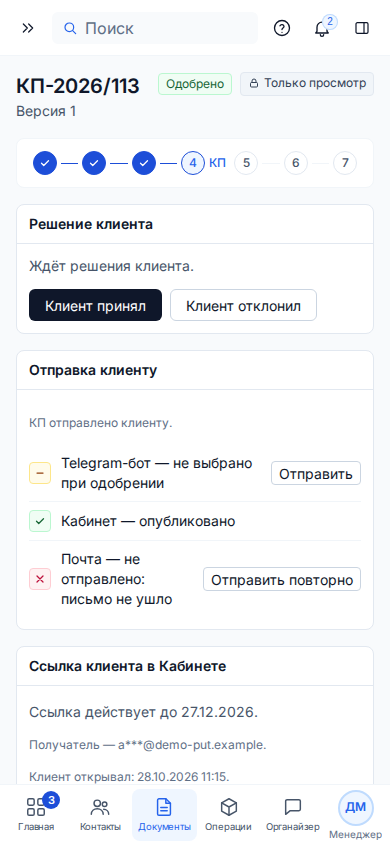 Поиск
2
КП-2026/113
Одобрено
Только просмотр
Версия 1
4 КП 5 6 7
Решение клиента
Ждёт решения клиента.
Клиент принял
Клиент отклонил
Отправка клиенту
КП отправлено клиенту.
Telegram-бот — не выбрано
при одобрении
Отправить
Кабинет — опубликовано
Почта — не
отправлено:
письмо не ушло
Отправить повторно
Ссылка клиента в Кабинете
Ссылка действует до 27.12.2026.
Получатель — a***@demo-put.example.
Клиент открывал: 28.10.2026 11:15.
3
ДМ
Главная
Контакты
Документы
Операции
Органайзер
Менеджер